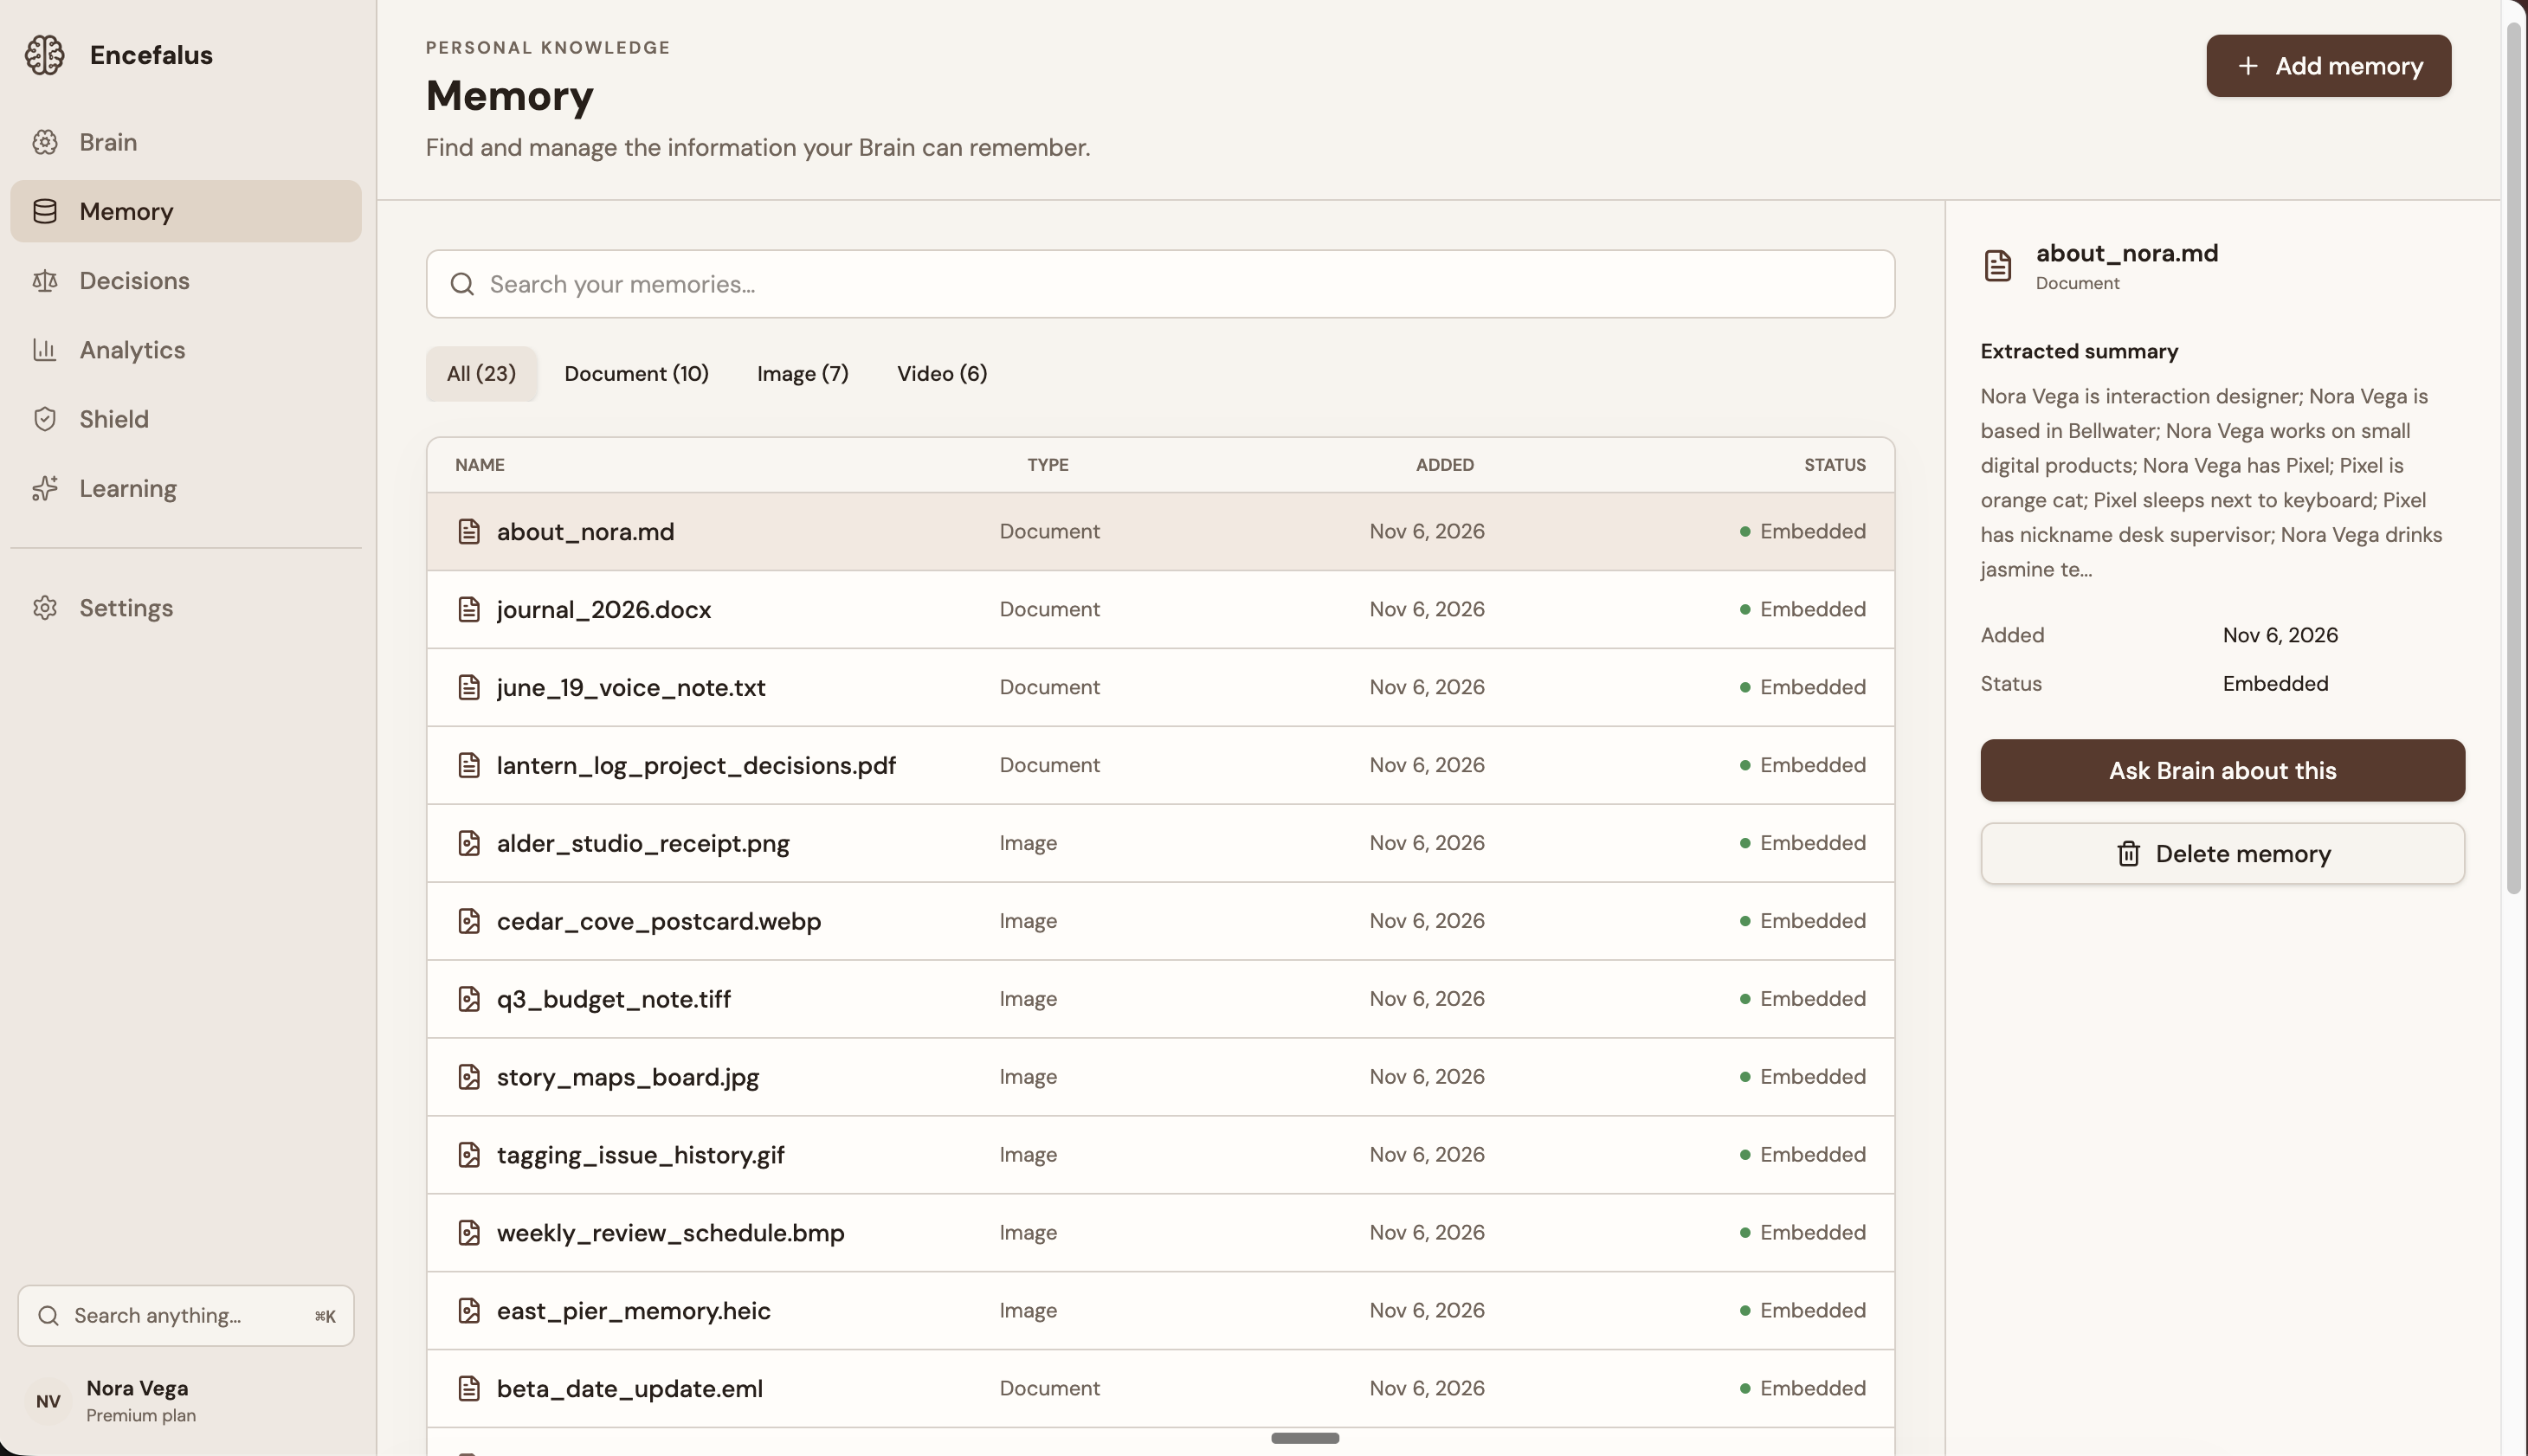 Encefalus
Brain
Memory
Decisions
Analytics
Shield
Learning
Settings
Search anything... ⌘K
NV
Nora Vega
Premium plan
PERSONAL KNOWLEDGE
Memory
Find and manage the information your Brain can remember.
+ Add memory
Search your memories...
All (23) Document (10) Image (7) Video (6)
NAME TYPE ADDED STATUS
about_nora.md Document Nov 6, 2026 Embedded
journal_2026.docx Document Nov 6, 2026 Embedded
june_19_voice_note.txt Document Nov 6, 2026 Embedded
lantern_log_project_decisions.pdf Document Nov 6, 2026 Embedded
alder_studio_receipt.png Image Nov 6, 2026 Embedded
cedar_cove_postcard.webp Image Nov 6, 2026 Embedded
q3_budget_note.tiff Image Nov 6, 2026 Embedded
story_maps_board.jpg Image Nov 6, 2026 Embedded
tagging_issue_history.gif Image Nov 6, 2026 Embedded
weekly_review_schedule.bmp Image Nov 6, 2026 Embedded
east_pier_memory.heic Image Nov 6, 2026 Embedded
beta_date_update.eml Document Nov 6, 2026 Embedded
about_nora.md
Document
Extracted summary
Nora Vega is interaction designer; Nora Vega is
based in Bellwater; Nora Vega works on small
digital products; Nora Vega has Pixel; Pixel is
orange cat; Pixel sleeps next to keyboard; Pixel
has nickname desk supervisor; Nora Vega drinks
jasmine te...
Added Nov 6, 2026
Status Embedded
Ask Brain about this
Delete memory